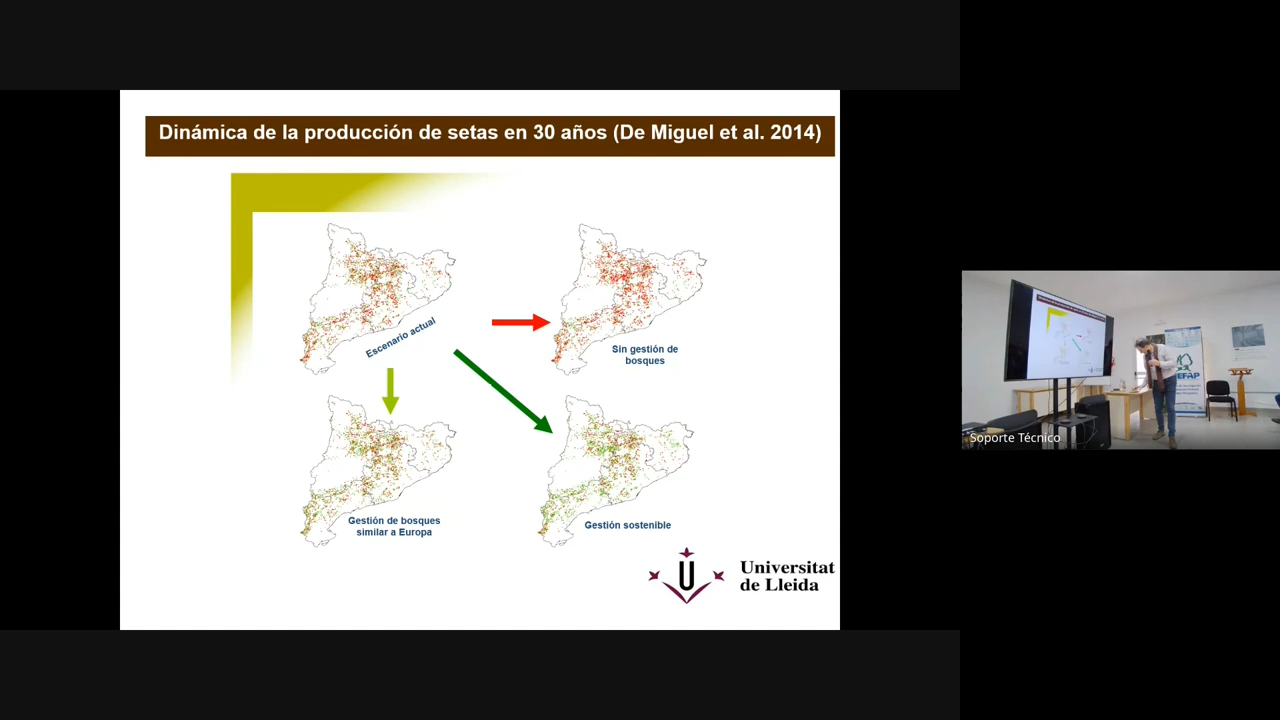 Dinámica de la producción de setas en 30 años (De Miguel et al. 2014)
Escenario actual
Sin gestión de
bosques
Gestión de bosques
similar a Europa
Gestión sostenible
Universitat
de Lleida
Soporte Técnico